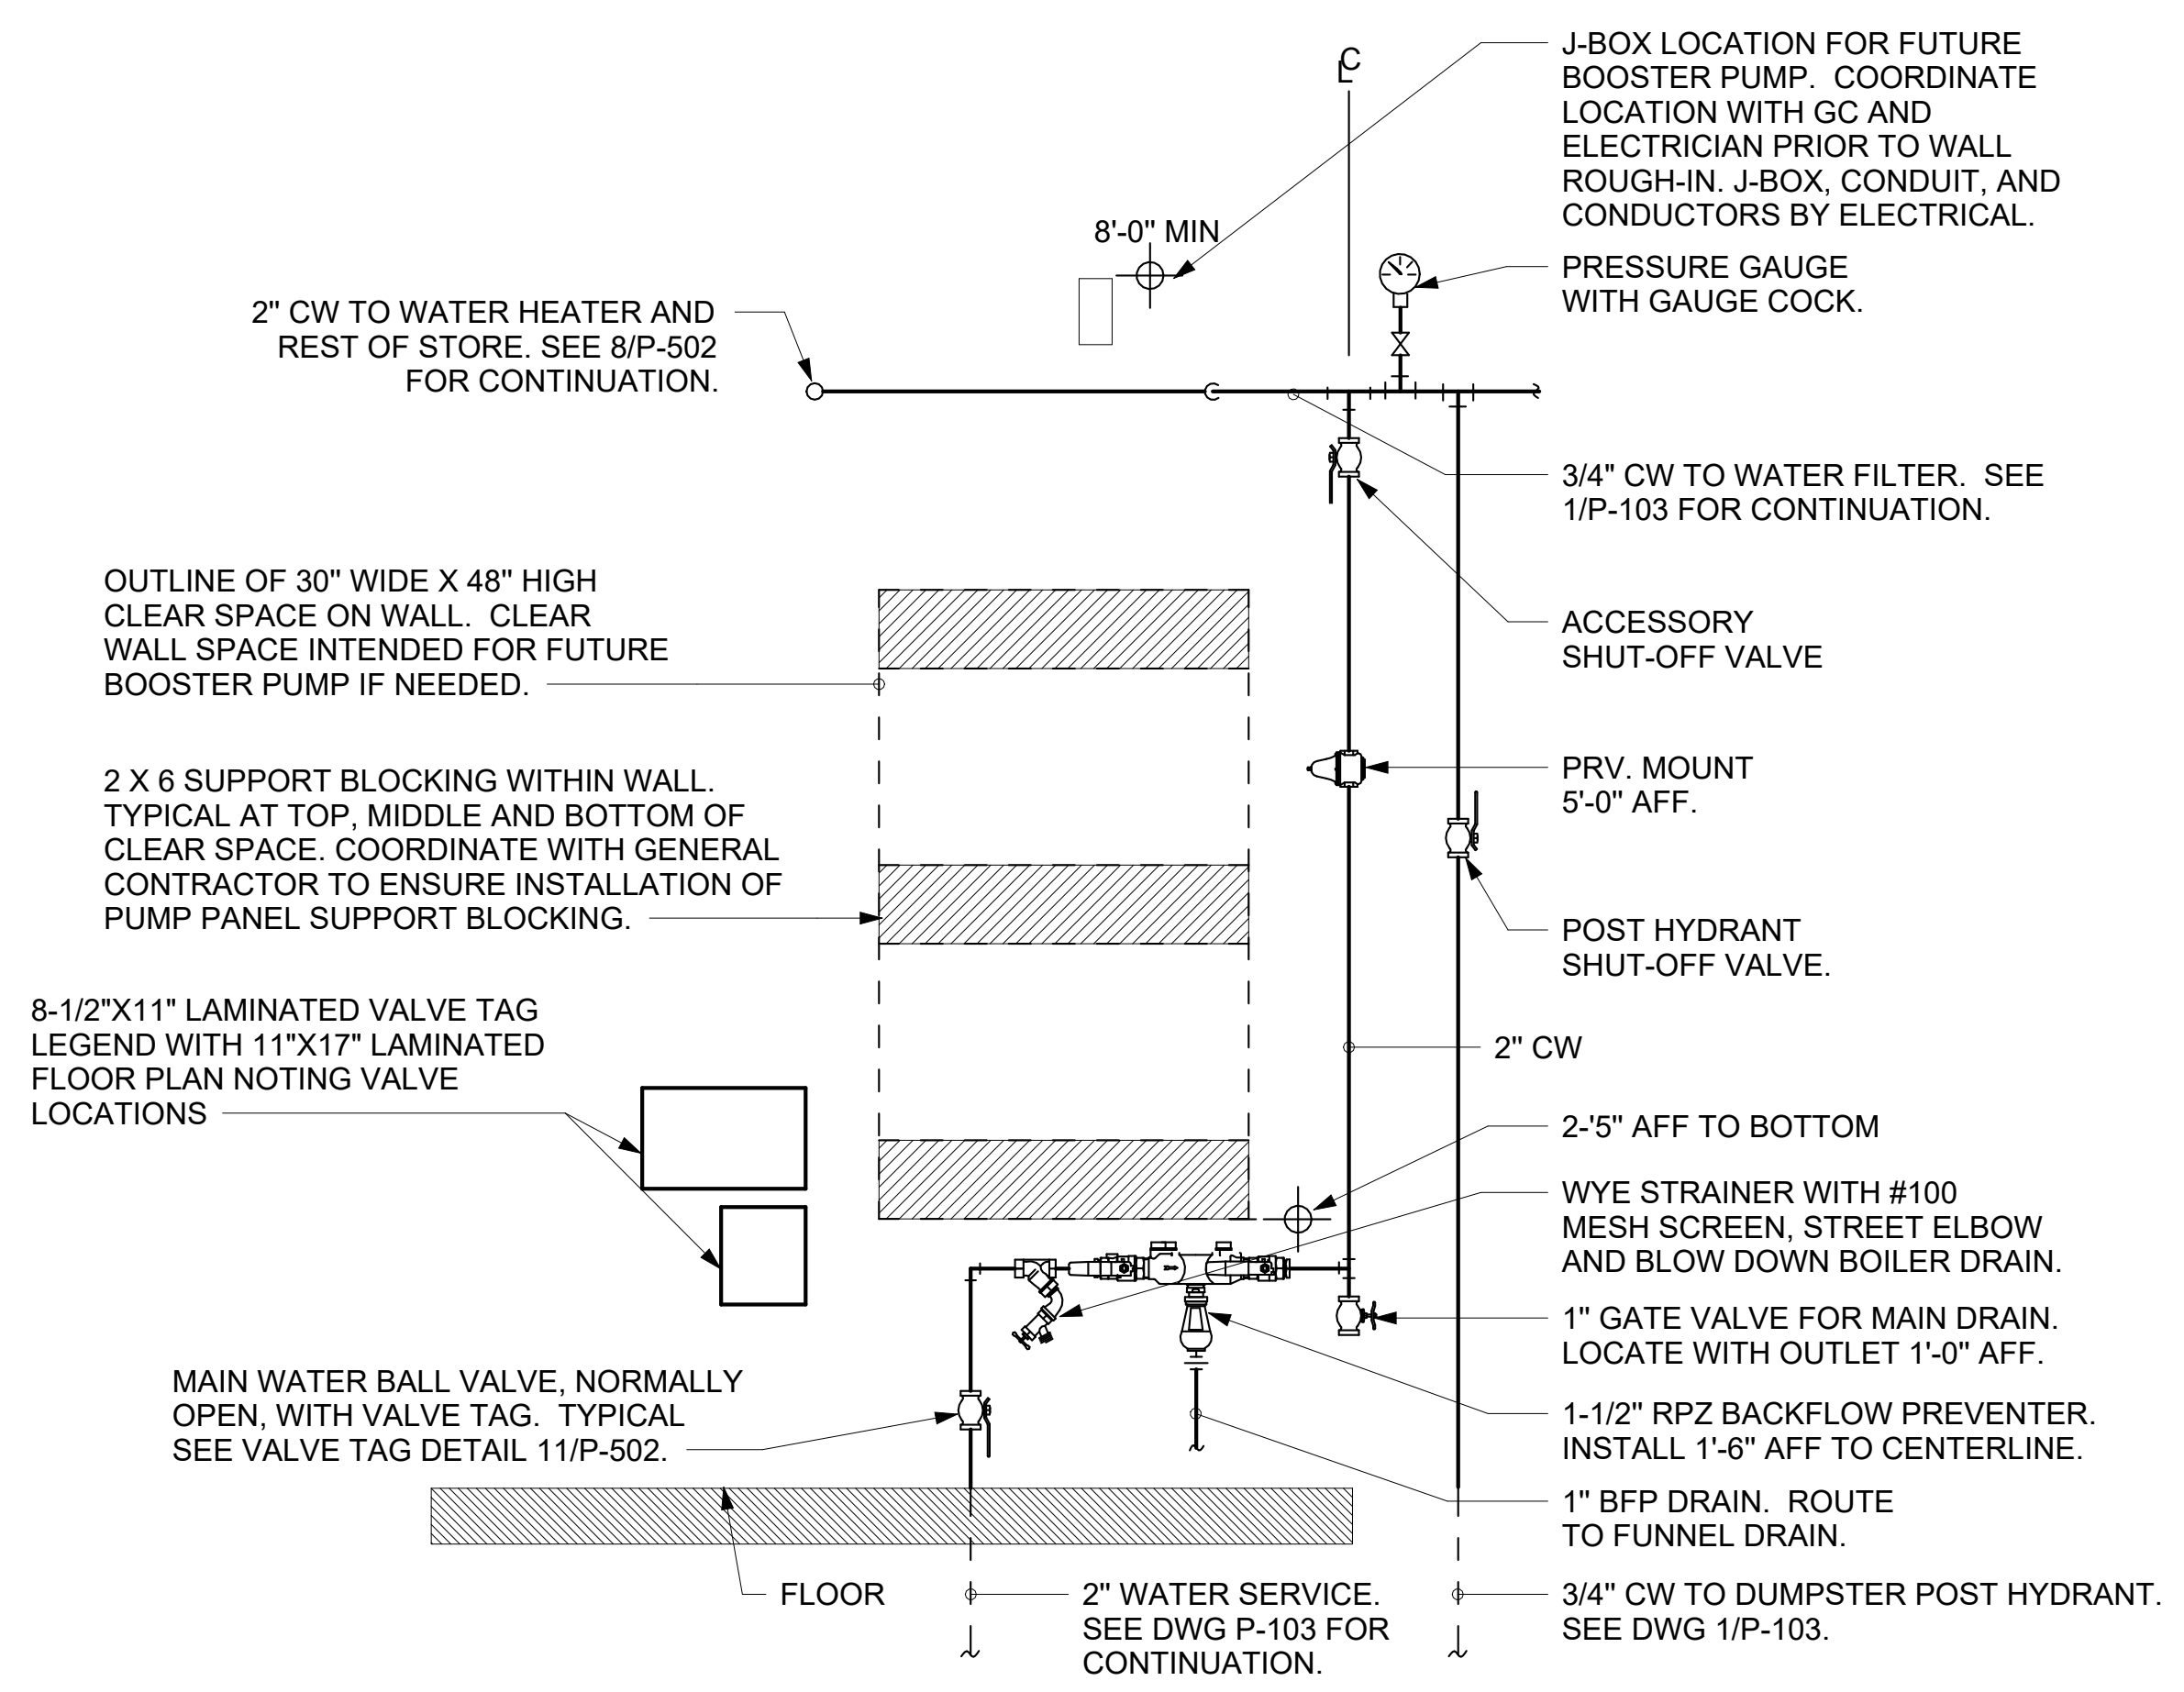 J-BOX LOCATION FOR FUTURE
BOOSTER PUMP. COORDINATE
LOCATION WITH GC AND
ELECTRICIAN PRIOR TO WALL
ROUGH-IN. J-BOX, CONDUIT, AND
CONDUCTORS BY ELECTRICAL.
CL
8'-0" MIN
PRESSURE GAUGE
WITH GAUGE COCK.
2" CW TO WATER HEATER AND
REST OF STORE. SEE 8/P-502
FOR CONTINUATION.
3/4" CW TO WATER FILTER. SEE
1/P-103 FOR CONTINUATION.
OUTLINE OF 30" WIDE X 48" HIGH
CLEAR SPACE ON WALL. CLEAR
WALL SPACE INTENDED FOR FUTURE
BOOSTER PUMP IF NEEDED.
ACCESSORY
SHUT-OFF VALVE
2 X 6 SUPPORT BLOCKING WITHIN WALL.
TYPICAL AT TOP, MIDDLE AND BOTTOM OF
CLEAR SPACE. COORDINATE WITH GENERAL
CONTRACTOR TO ENSURE INSTALLATION OF
PUMP PANEL SUPPORT BLOCKING.
PRV. MOUNT
5'-0" AFF.
POST HYDRANT
SHUT-OFF VALVE.
8-1/2"X11" LAMINATED VALVE TAG
LEGEND WITH 11"X17" LAMINATED
FLOOR PLAN NOTING VALVE
LOCATIONS
2" CW
2-'5" AFF TO BOTTOM
WYE STRAINER WITH #100
MESH SCREEN, STREET ELBOW
AND BLOW DOWN BOILER DRAIN.
1" GATE VALVE FOR MAIN DRAIN.
LOCATE WITH OUTLET 1'-0" AFF.
MAIN WATER BALL VALVE, NORMALLY
OPEN, WITH VALVE TAG. TYPICAL
SEE VALVE TAG DETAIL 11/P-502.
1-1/2" RPZ BACKFLOW PREVENTER.
INSTALL 1'-6" AFF TO CENTERLINE.
1" BFP DRAIN. ROUTE
TO FUNNEL DRAIN.
FLOOR
2" WATER SERVICE.
SEE DWG P-103 FOR
CONTINUATION.
3/4" CW TO DUMPSTER POST HYDRANT.
SEE DWG 1/P-103.